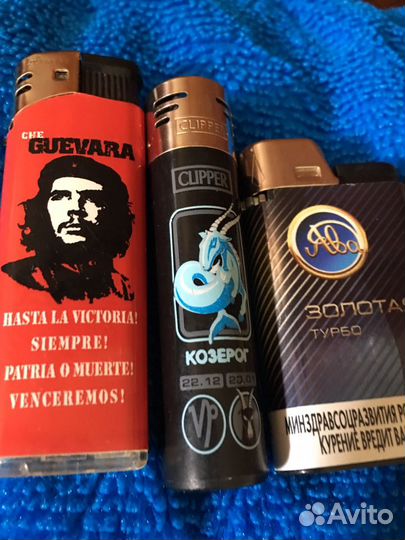 CHE
GUEVARA
HASTA LA VICTORIA!
SIEMPRE!
PATRIA O MUERTE!
VENCEREMOS!
CLIPPER
CLIPPER
КОЗЕРОГ
22.12 20.01
Ява
ЗОЛОТАЯ
ТУРБО
МИНЗДРАВСОЦРАЗВИТИЯ
КУРЕНИЕ ВРЕДИТ
Avito